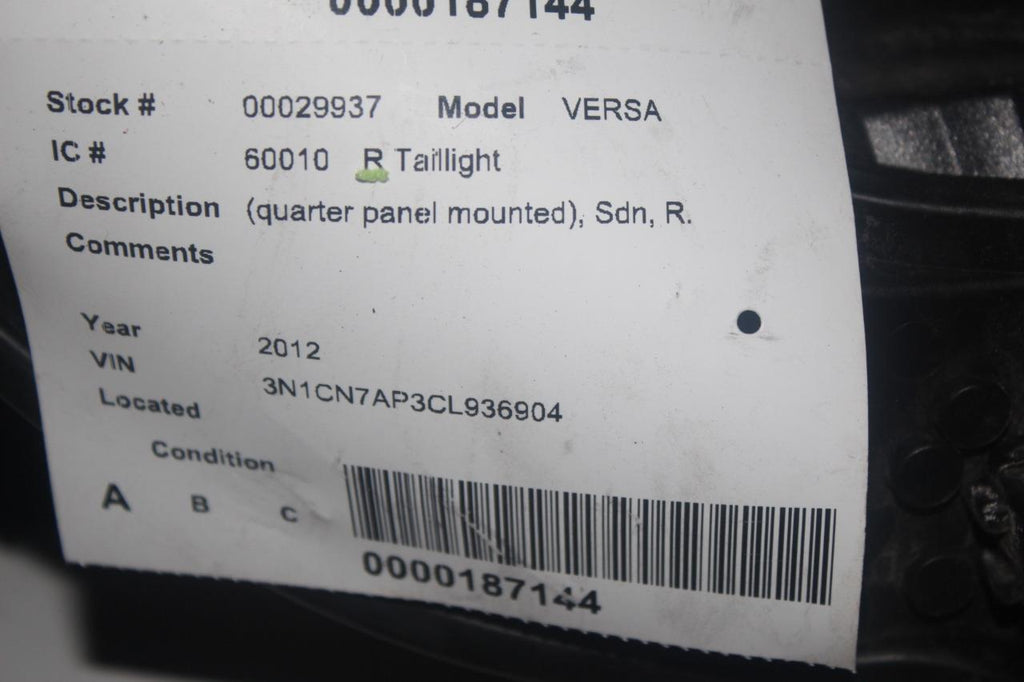 0000187144
Stock # 00029937 Model VERSA
IC # 60010 R Taillight
Description (quarter panel mounted), Sdn, R.
Comments
Year 2012
VIN 3N1CN7AP3CL936904
Located
Condition
A B C
0000187144